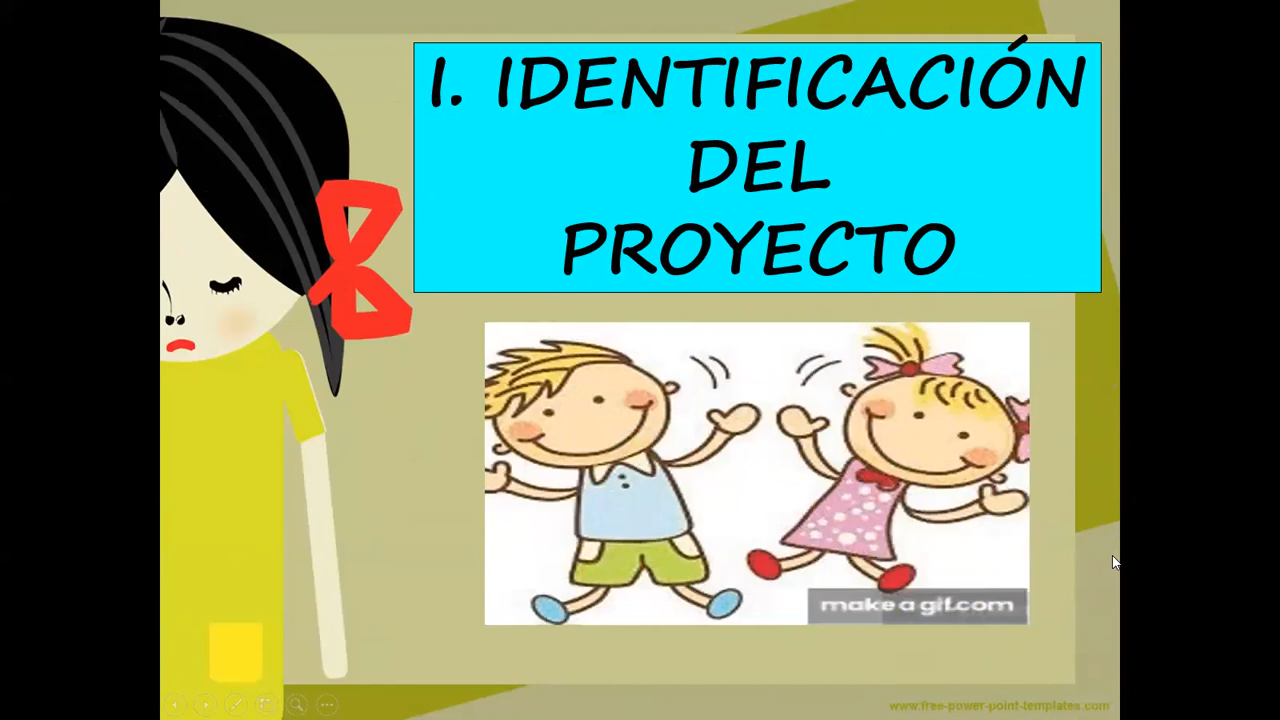 I. IDENTIFICACIÓN
DEL
PROYECTO
make a gif.com
www.free-power-point-templates.com